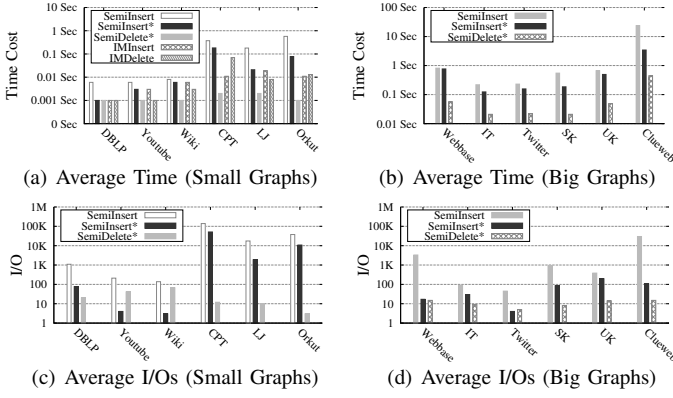 10 Sec
1 Sec
0.1
0.01
0.001
0 Sec
Time Cost
SemiInsert
SemiInsert*
SemiDelete*
IMInsert
IMDelete
DBLP
Youtube
Wiki
CPT
LJ
Orkut
(a) Average Time (Small Graphs)
100 Sec
10 Sec
1 Sec
0.1 Sec
0.01 Sec
Time Cost
SemiInsert
SemiInsert*
SemiDelete*
Webbase
IT
Twitter
SK
UK
Clueweb
(b) Average Time (Big Graphs)
1M
100K
10K
1K
100
10
1
I/O
SemiInsert
SemiInsert*
SemiDelete*
DBLP
Youtube
Wiki
CPT
LJ
Orkut
(c) Average I/Os (Small Graphs)
1M
100K
10K
1K
100
10
1
I/O
SemiInsert
SemiInsert*
SemiDelete*
Webbase
IT
Twitter
SK
UK
Clueweb
(d) Average I/Os (Big Graphs)